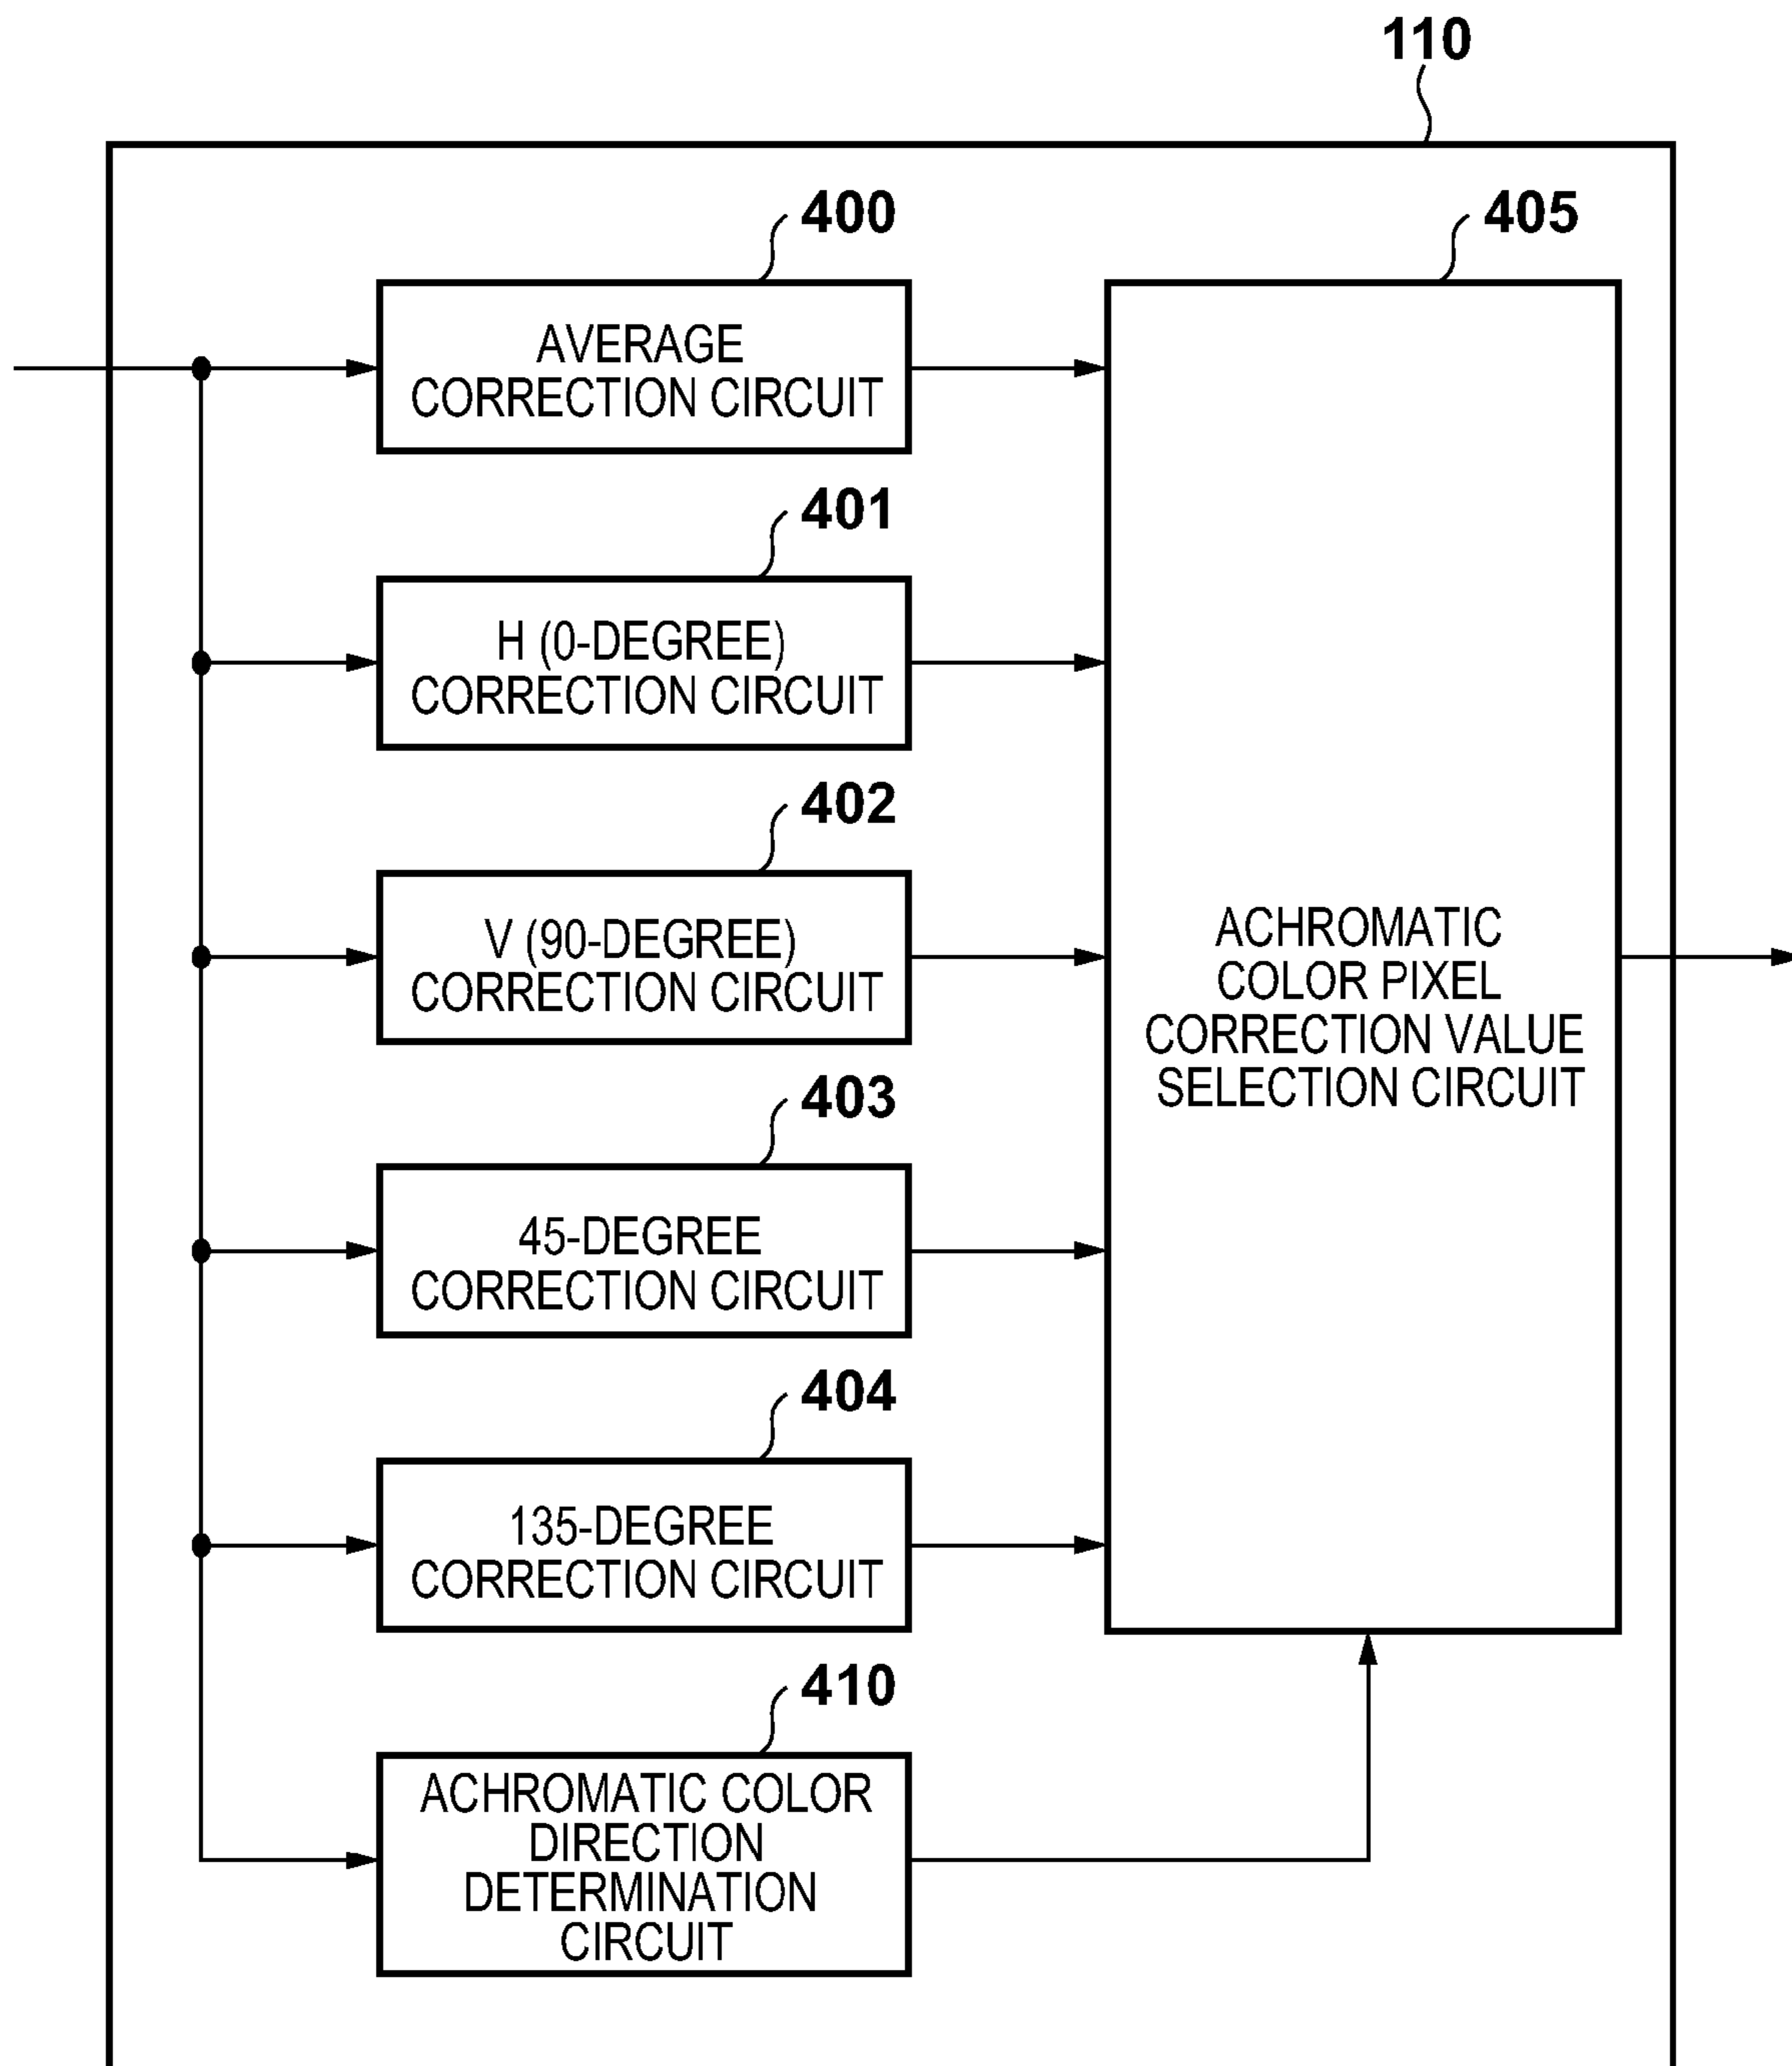 110
400
405
AVERAGE
CORRECTION CIRCUIT
401
H (0-DEGREE)
CORRECTION CIRCUIT
402
V (90-DEGREE)
CORRECTION CIRCUIT
ACHROMATIC
COLOR PIXEL
CORRECTION VALUE
SELECTION CIRCUIT
403
45-DEGREE
CORRECTION CIRCUIT
404
135-DEGREE
CORRECTION CIRCUIT
410
ACHROMATIC COLOR
DIRECTION
DETERMINATION
CIRCUIT